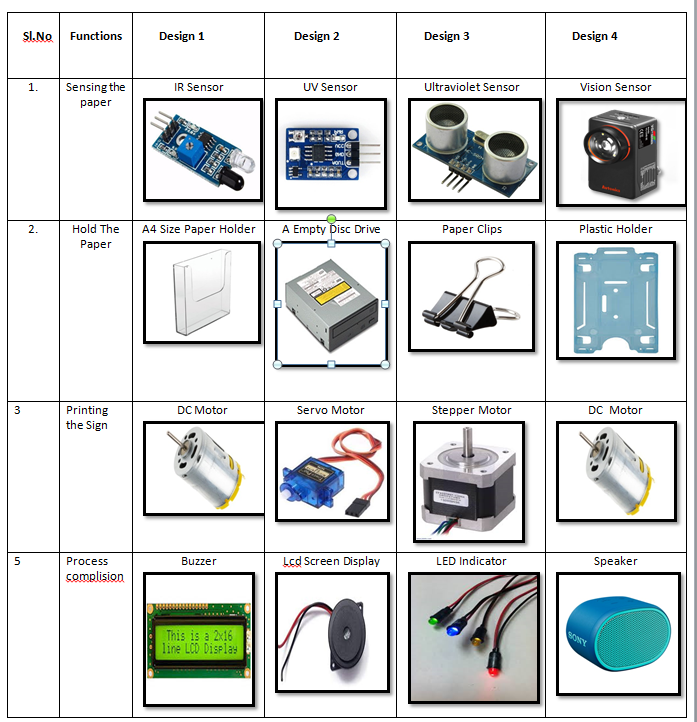 Sl.No Functions Design 1 Design 2 Design 3 Design 4
1. Sensing the paper IR Sensor UV Sensor Ultraviolet Sensor Vision Sensor
2. Hold The Paper A4 Size Paper Holder A Empty Disc Drive Paper Clips Plastic Holder
3 Printing the Sign DC Motor Servo Motor Stepper Motor DC Motor
5 Process complision Buzzer Lcd Screen Display LED Indicator Speaker
This is a 2x16
line LCD Display
SONY